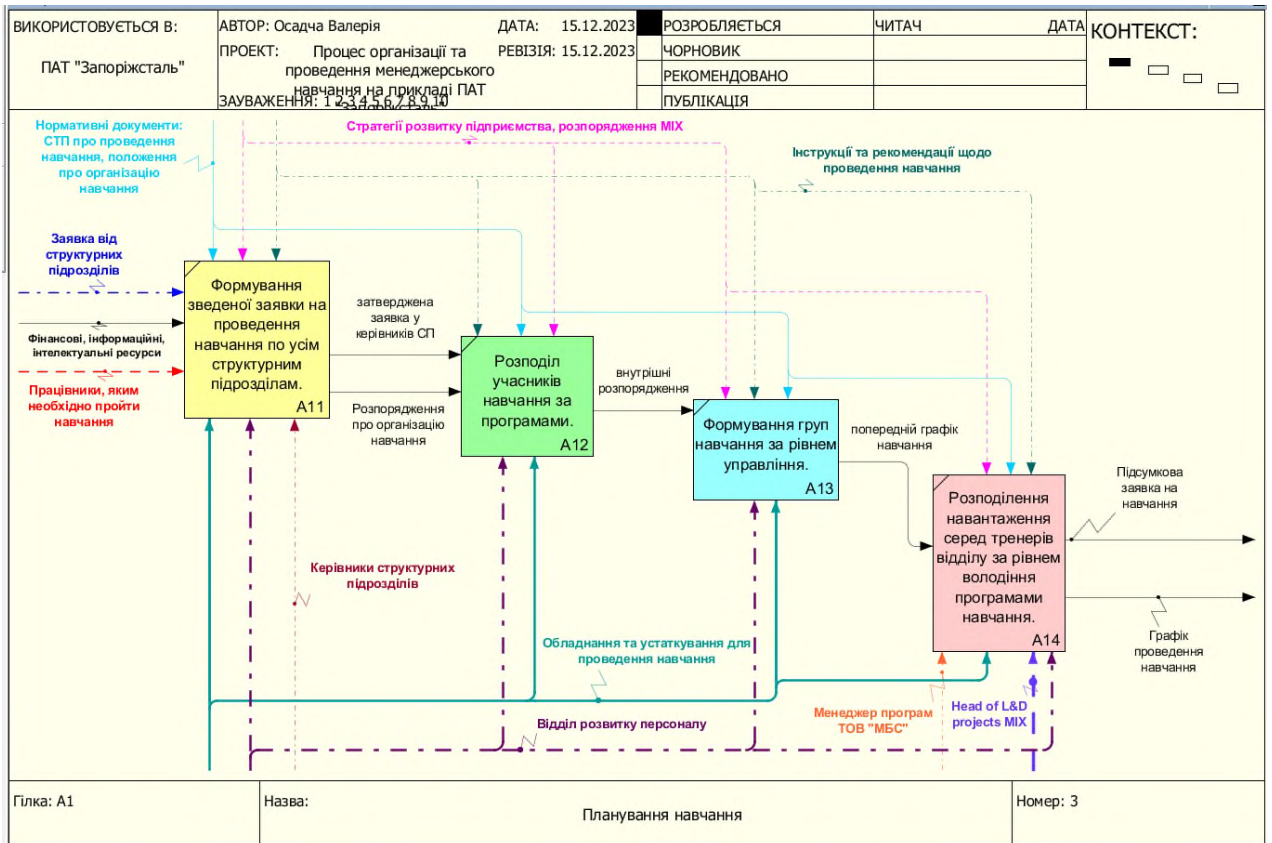 ВИКОРИСТОВУЄТЬСЯ В:
ПАТ "Запоріжсталь"
АВТОР: Осадча Валерія
ДАТА: 15.12.2023
ПРОЕКТ: Процес організації та
проведення менеджерського
навчання на прикладі ПАТ
"Запоріжсталь"
РЕВІЗІЯ: 15.12.2023
ЗАУВАЖЕННЯ: 1 2 3 4 5 6 7 8 9 10
РОЗРОБЛЯЄТЬСЯ
ЧОРНОВИК
РЕКОМЕНДОВАНО
ПУБЛІКАЦІЯ
ЧИТАЧ
ДАТА
КОНТЕКСТ:
Нормативні документи:
СТП про проведення
навчання, положення
про організацію
навчання
Стратегії розвитку підприємства, розпорядження МІХ
Інструкції та рекомендації щодо
проведення навчання
Заявка від
структурних
підрозділів
Фінансові, інформаційні,
інтелектуальні ресурси
Працівники, яким
необхідно пройти
навчання
Формування
зведеної заявки на
проведення
навчання по усім
структурним
підрозділам.
A11
затверджена
заявка у
керівників СП
Розпорядження
про організацію
навчання
Розподіл
учасників
навчання за
програмами.
A12
внутрішні
розпорядження
Формування груп
навчання за рівнем
управління.
A13
попередній графік
навчання
Розподілення
навантаження
серед тренерів
відділу за рівнем
володіння
програмами
навчання.
A14
Підсумкова
заявка на
навчання
Графік
проведення
навчання
Керівники структурних
підрозділів
Обладнання та устаткування для
проведення навчання
Відділ розвитку персоналу
Менеджер програм
ТОВ "МБС"
Head of L&D
projects MIX
Гілка: A1
Назва:
Планування навчання
Номер: 3